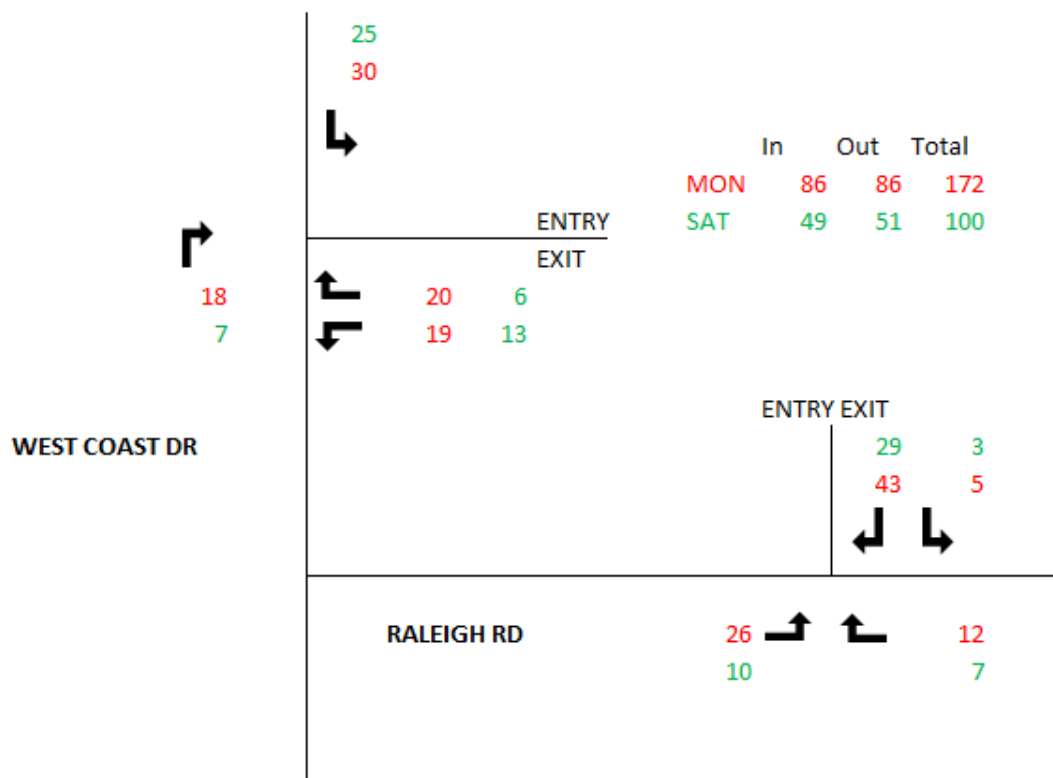 25
30
In Out Total
MON 86 86 172
ENTRY SAT 49 51 100
EXIT
18 20 6
7 19 13
ENTRY EXIT
WEST COAST DR 29 3
43 5
RALEIGH RD 26 12
10 7